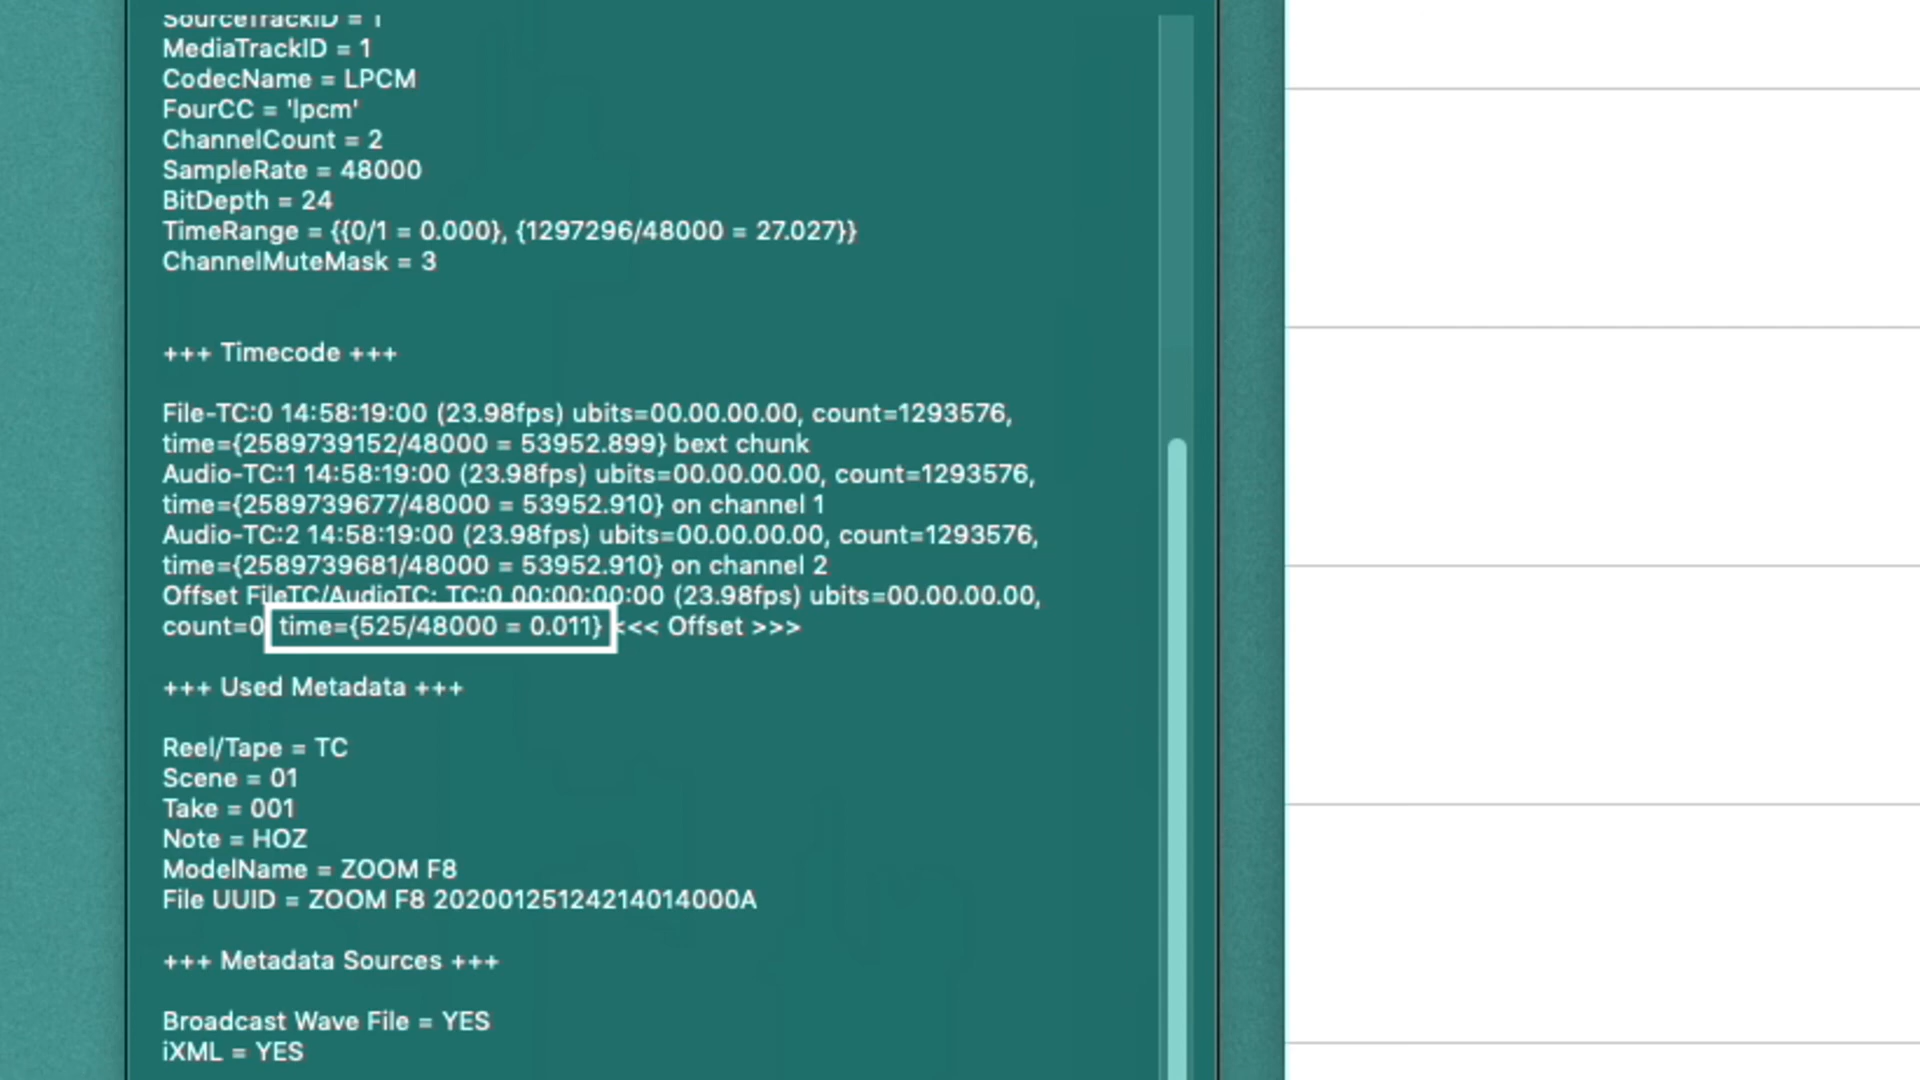 SourceTrackID = 1
MediaTrackID = 1
CodecName = LPCM
FourCC = 'lpcm'
ChannelCount = 2
SampleRate = 48000
BitDepth = 24
TimeRange = {{0/1 = 0.000}, {1297296/48000 = 27.027}}
ChannelMuteMask = 3
+++ Timecode +++
File-TC:0 14:58:19:00 (23.98fps) ubits=00.00.00.00, count=1293576,
time={2589739152/48000 = 53952.899} bext chunk
Audio-TC:1 14:58:19:00 (23.98fps) ubits=00.00.00.00, count=1293576,
time={2589739677/48000 = 53952.910} on channel 1
Audio-TC:2 14:58:19:00 (23.98fps) ubits=00.00.00.00, count=1293576,
time={2589739681/48000 = 53952.910} on channel 2
Offset FileTC/AudioTC: TC:0 00:00:00:00 (23.98fps) ubits=00.00.00.00,
count=0 time={525/48000 = 0.011} <<< Offset >>>
+++ Used Metadata +++
Reel/Tape = TC
Scene = 01
Take = 001
Note = HOZ
ModelName = ZOOM F8
File UUID = ZOOM F8 20200125124214014000A
+++ Metadata Sources +++
Broadcast Wave File = YES
iXML = YES